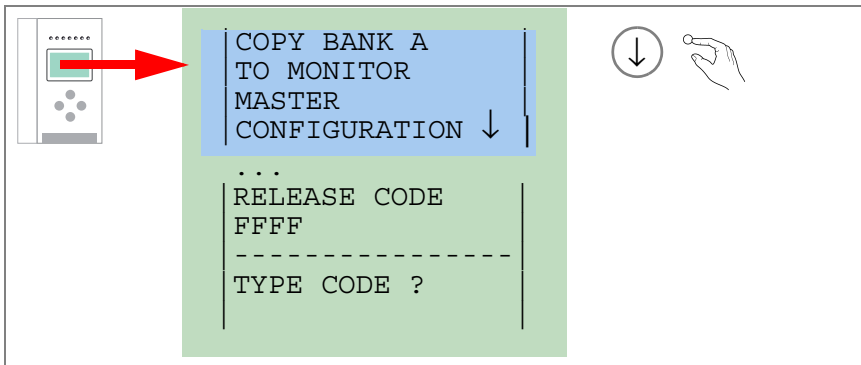 COPY BANK A
TO MONITOR
MASTER
CONFIGURATION ↓
...
RELEASE CODE
FFFF
----------------
TYPE CODE ?